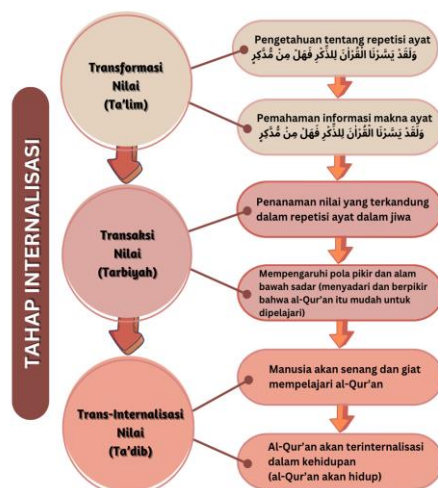 TAHAP INTERNALISASI
Transformasi
Nilai
(Ta'lim)
Pengetahuan tentang repetisi ayat
وَلَقَدْ يَسَّرْنَا الْقُرْاٰنَ لِلذِّكْرِ فَهَلْ مِنْ مُّدَّكِرٍ
Pemahaman informasi makna ayat
وَلَقَدْ يَسَّرْنَا الْقُرْاٰنَ لِلذِّكْرِ فَهَلْ مِنْ مُّدَّكِرٍ
Transaksi
Nilai
(Tarbiyah)
Penanaman nilai yang terkandung
dalam repetisi ayat dalam jiwa
Mempengaruhi pola pikir dan alam
bawah sadar (menyadari dan berpikir
bahwa al-Qur'an itu mudah untuk
dipelajari)
Trans-Internalisasi
Nilai
(Ta'dib)
Manusia akan senang dan giat
mempelajari al-Qur'an
Al-Qur'an akan terinternalisasi
dalam kehidupan
(al-Qur'an akan hidup)